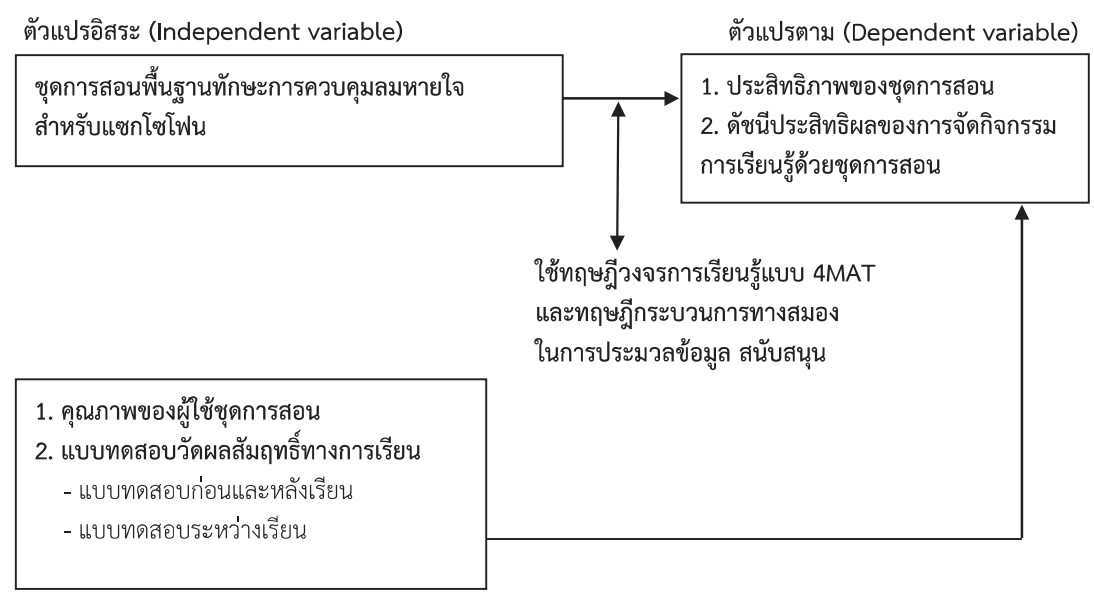 ตัวแปรอิสระ (Independent variable)
ชุดการสอนพื้นฐานทักษะการควบคุมลมหายใจ
สำหรับแซกโซโฟน
ตัวแปรตาม (Dependent variable)
1. ประสิทธิภาพของชุดการสอน
2. ดัชนีประสิทธิผลของการจัดกิจกรรม
การเรียนรู้ด้วยชุดการสอน
ใช้ทฤษฎีวงจรการเรียนรู้แบบ 4MAT
และทฤษฎีกระบวนการทางสมอง
ในการประมวลข้อมูล สนับสนุน
1. คุณภาพของผู้ใช้ชุดการสอน
2. แบบทดสอบวัดผลสัมฤทธิ์ทางการเรียน
- แบบทดสอบก่อนและหลังเรียน
- แบบทดสอบระหว่างเรียน